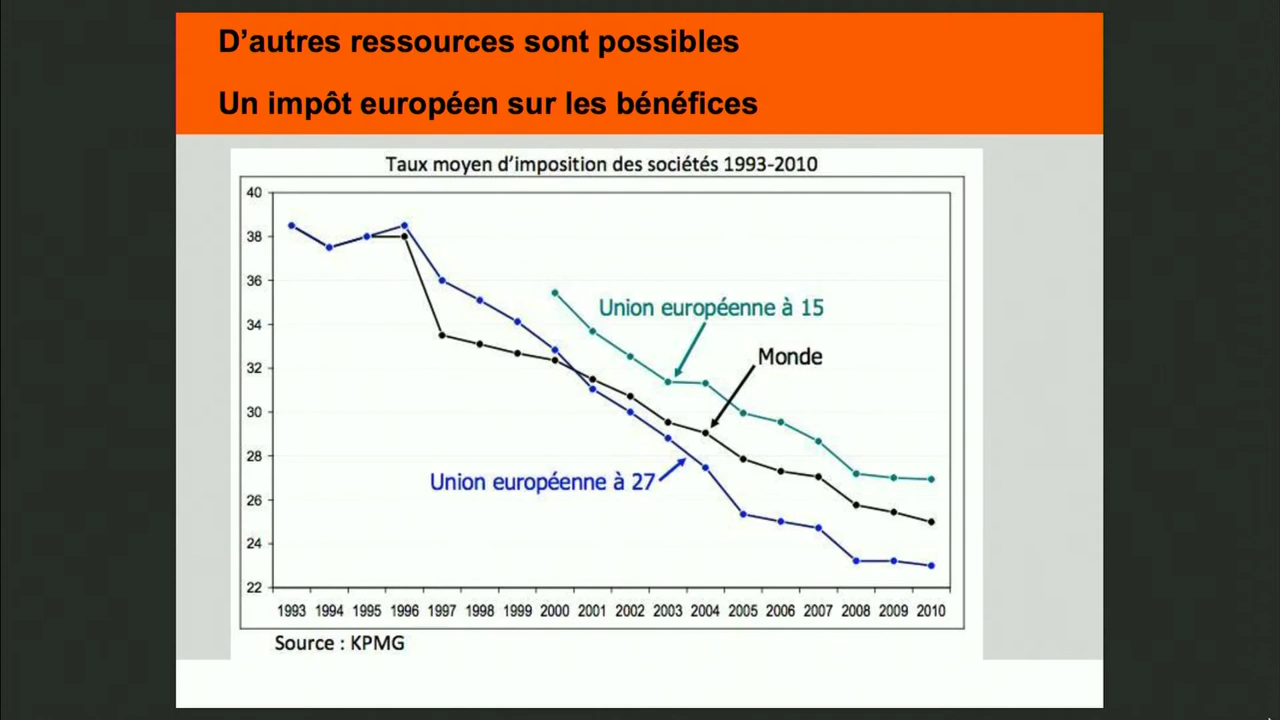 D'autres ressources sont possibles
Un impôt européen sur les bénéfices
Taux moyen d'imposition des sociétés 1993-2010
40
38
36
34
32
30
28
26
24
22
Union européenne à 15
Monde
Union européenne à 27
1993 1994 1995 1996 1997 1998 1999 2000 2001 2002 2003 2004 2005 2006 2007 2008 2009 2010
Source : KPMG